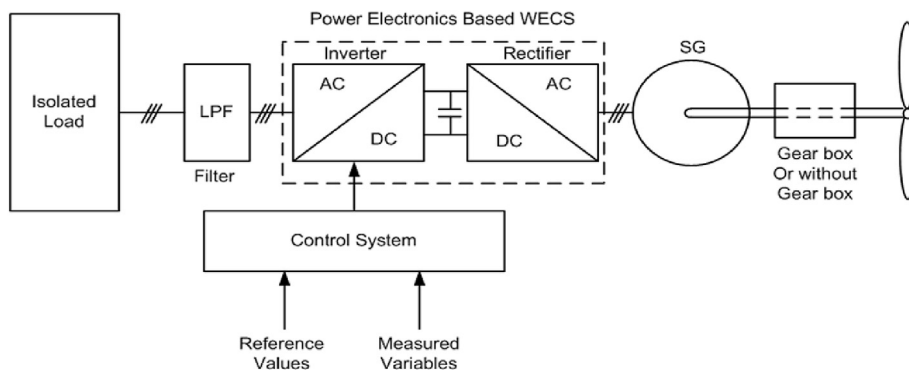 Power Electronics Based WECS
Inverter
Rectifier
SG
Isolated
Load
LPF
Filter
AC
DC
AC
DC
Gear box
Or without
Gear box
Control System
Reference
Values
Measured
Variables